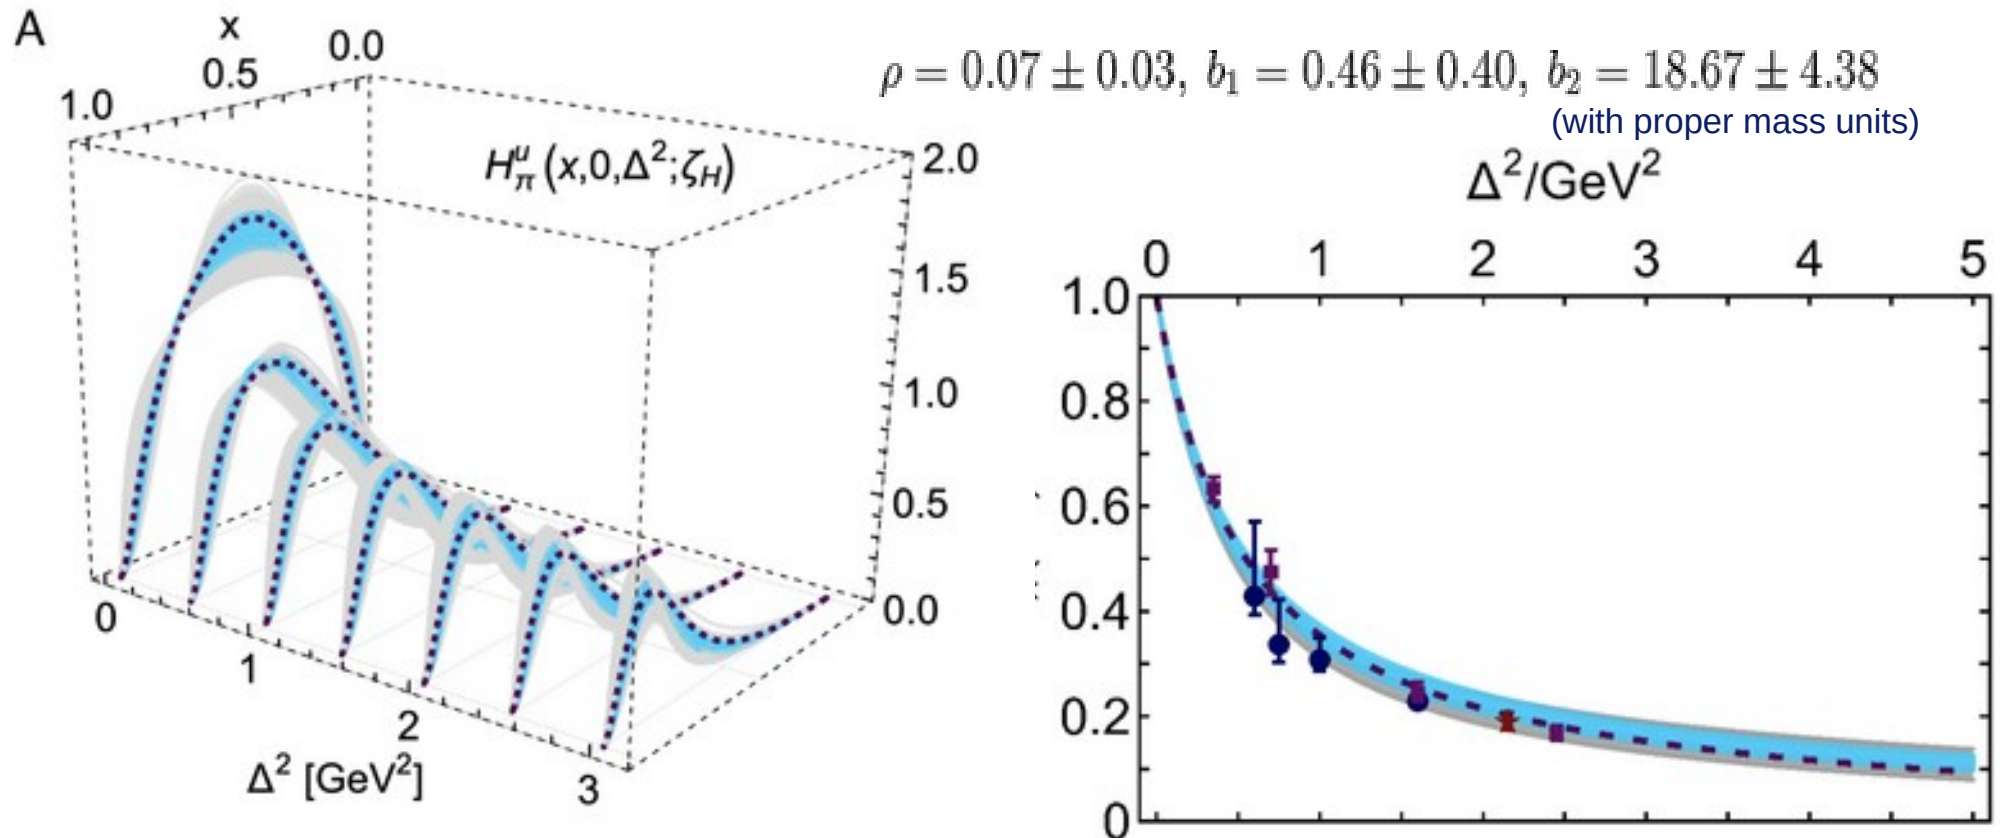 A
x
1.0 0.5 0.0
H^u_π(x,0,Δ²;ζ_H)
2.0
1.5
1.0
0.5
0.0
0
1
2
3
Δ² [GeV²]
ρ = 0.07 ± 0.03, b₁ = 0.46 ± 0.40, b₂ = 18.67 ± 4.38
(with proper mass units)
Δ²/GeV²
0 1 2 3 4 5
1.0
0.8
0.6
0.4
0.2
0